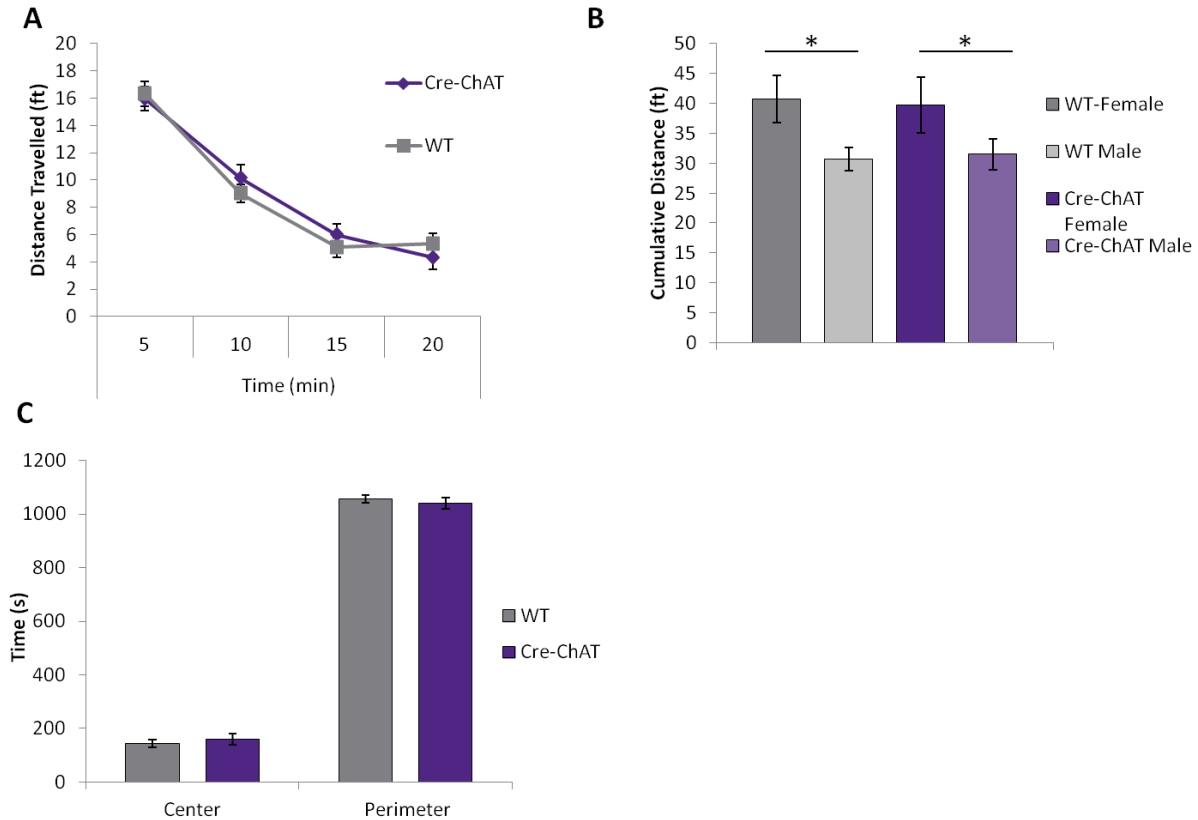 A
Distance Travelled (ft)
20
18
16
14
12
10
8
6
4
2
0
5 10 15 20
Time (min)
Cre-ChAT
WT
B
Cumulative Distance (ft)
50
45
40
35
30
25
20
15
10
5
0
* *
WT-Female
WT Male
Cre-ChAT
Female
Cre-ChAT Male
C
Time (s)
1200
1000
800
600
400
200
0
Center Perimeter
WT
Cre-ChAT